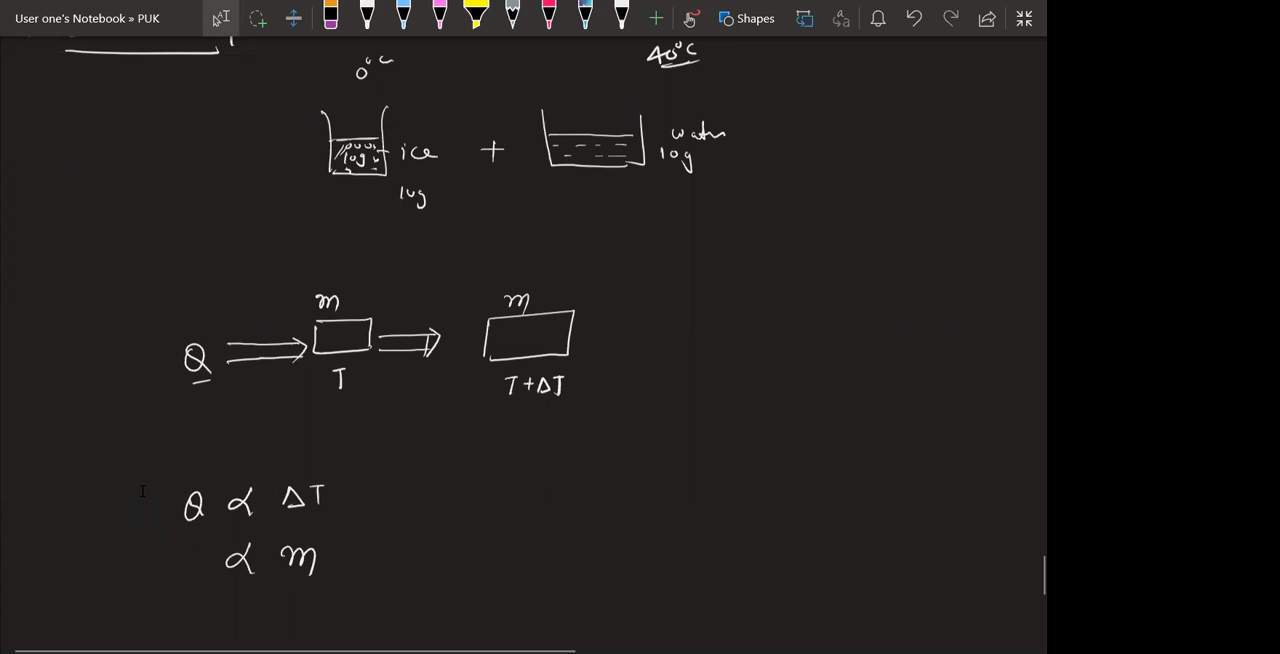 User one's Notebook » PUK
Shapes
0°C
40°C
10g
ice
+
water
10g
10g
m
m
Q
T
T + ΔT
Q ∝ ΔT
∝ m